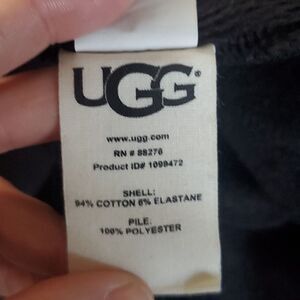 UGG®
www.ugg.com
RN # 88276
Product ID# 1099472
SHELL:
94% COTTON 6% ELASTANE
PILE:
100% POLYESTER